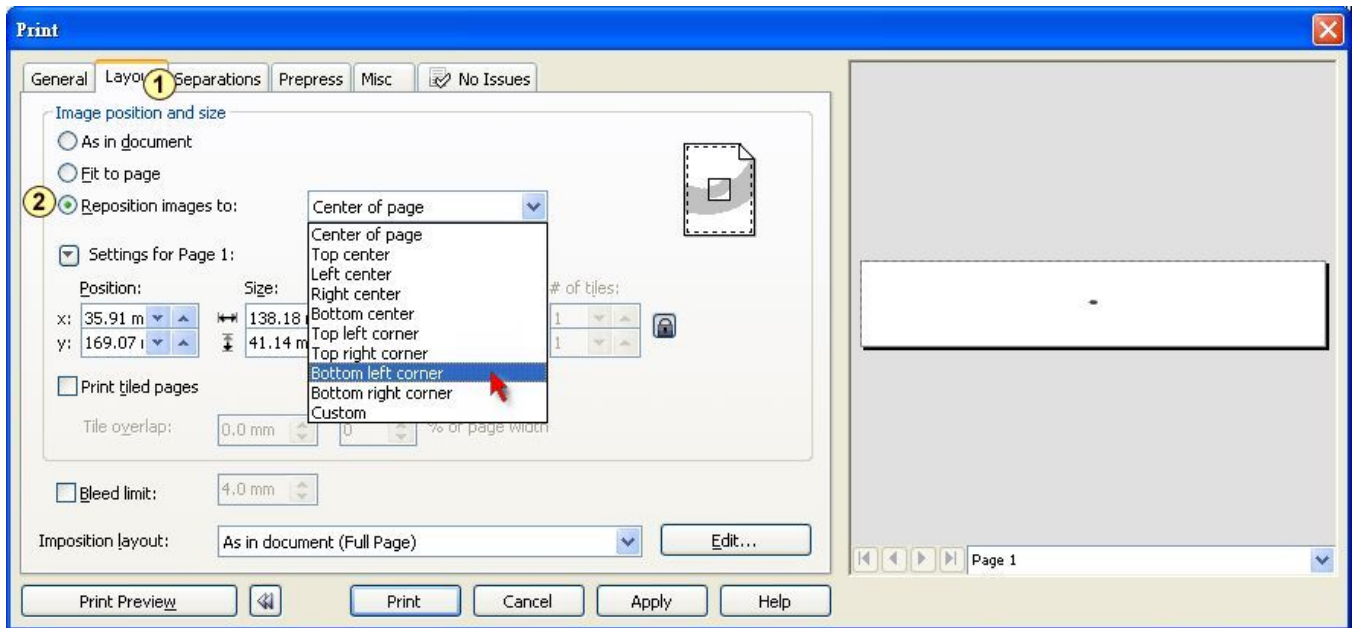 Print
General Layou 1 Separations Prepress Misc No Issues
Image position and size
As in document
Fit to page
2 Reposition images to: Center of page
Center of page
Top center
Left center
Right center
Bottom center
Top left corner
Top right corner
Bottom left corner
Bottom right corner
Custom
Settings for Page 1:
Position: Size: # of tiles:
x: 35.91 m 138.18 1
y: 169.07 41.14 m 1
Print tiled pages
Tile overlap: 0.0 mm 0 % of page width
Bleed limit: 4.0 mm
Imposition layout: As in document (Full Page) Edit...
Page 1
Print Preview Print Cancel Apply Help